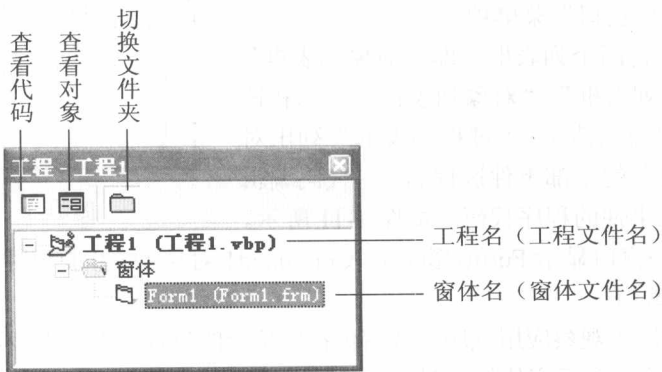 查看代码
查看对象
切换文件夹
工程 - 工程1
工程1 (工程1.vbp)
工程名（工程文件名）
窗体
Form1 (Form1.frm)
窗体名（窗体文件名）